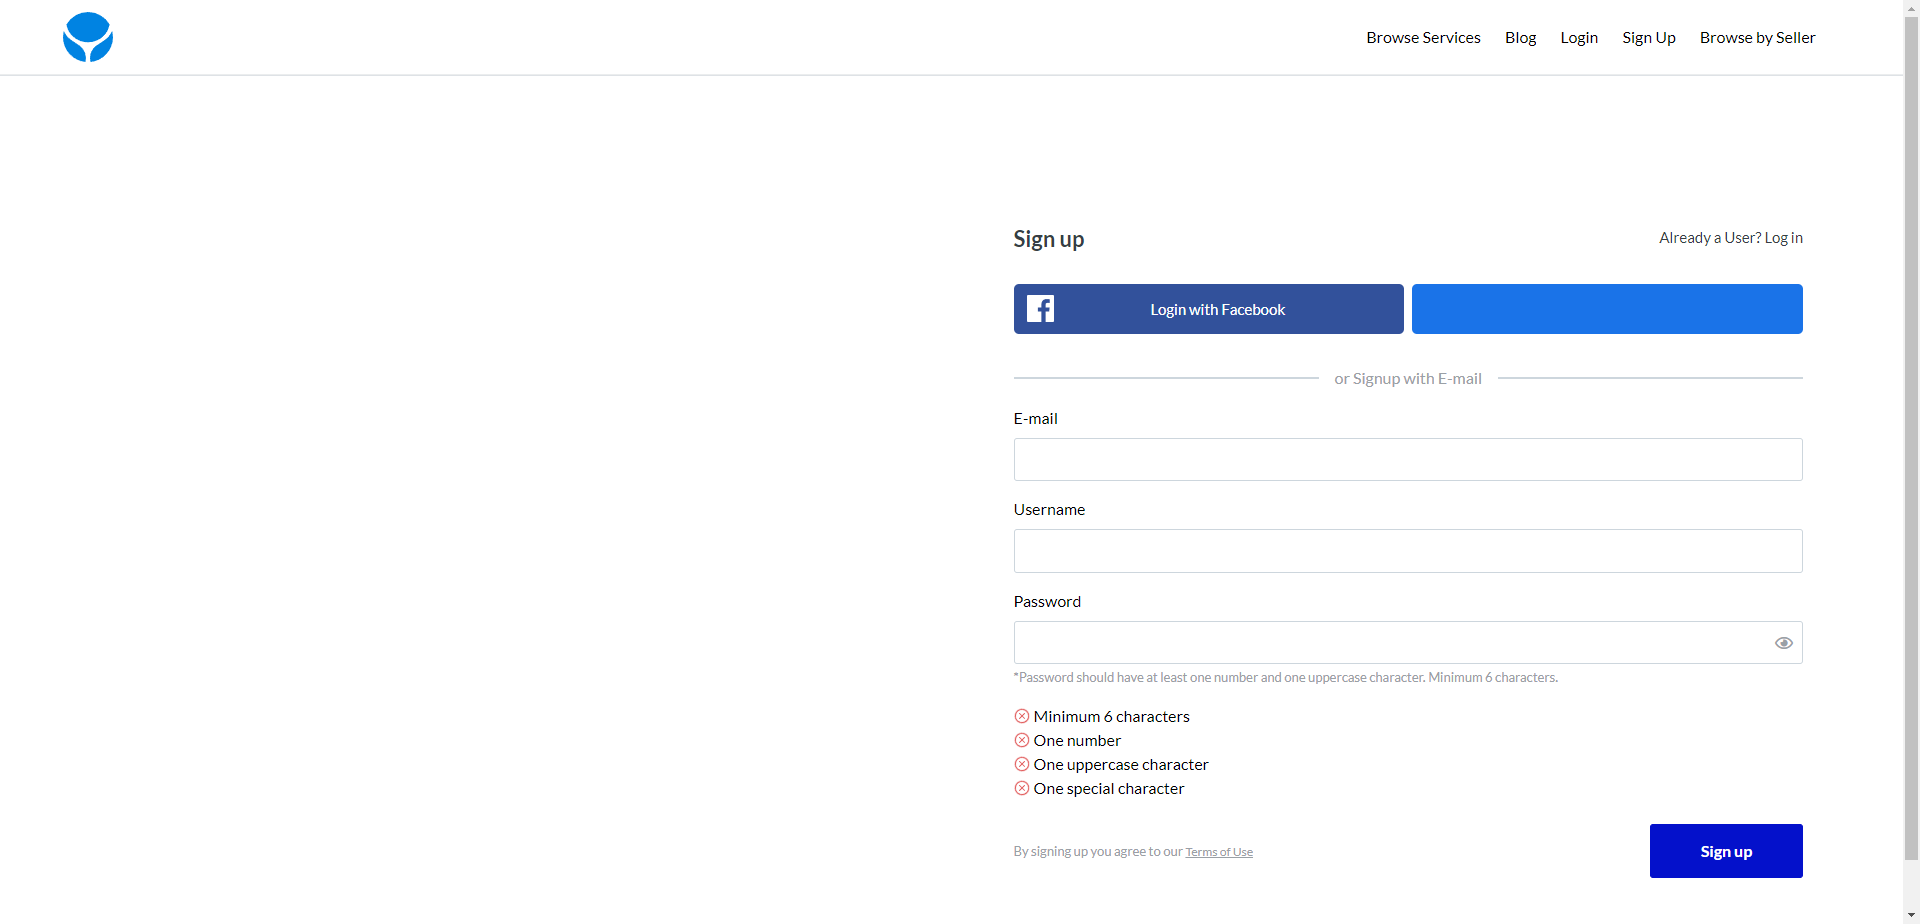 Browse Services Blog Login Sign Up Browse by Seller
Sign up
Already a User? Log in
Login with Facebook
or Signup with E-mail
E-mail
Username
Password
*Password should have at least one number and one uppercase character. Minimum 6 characters.
Minimum 6 characters
One number
One uppercase character
One special character
By signing up you agree to our Terms of Use
Sign up